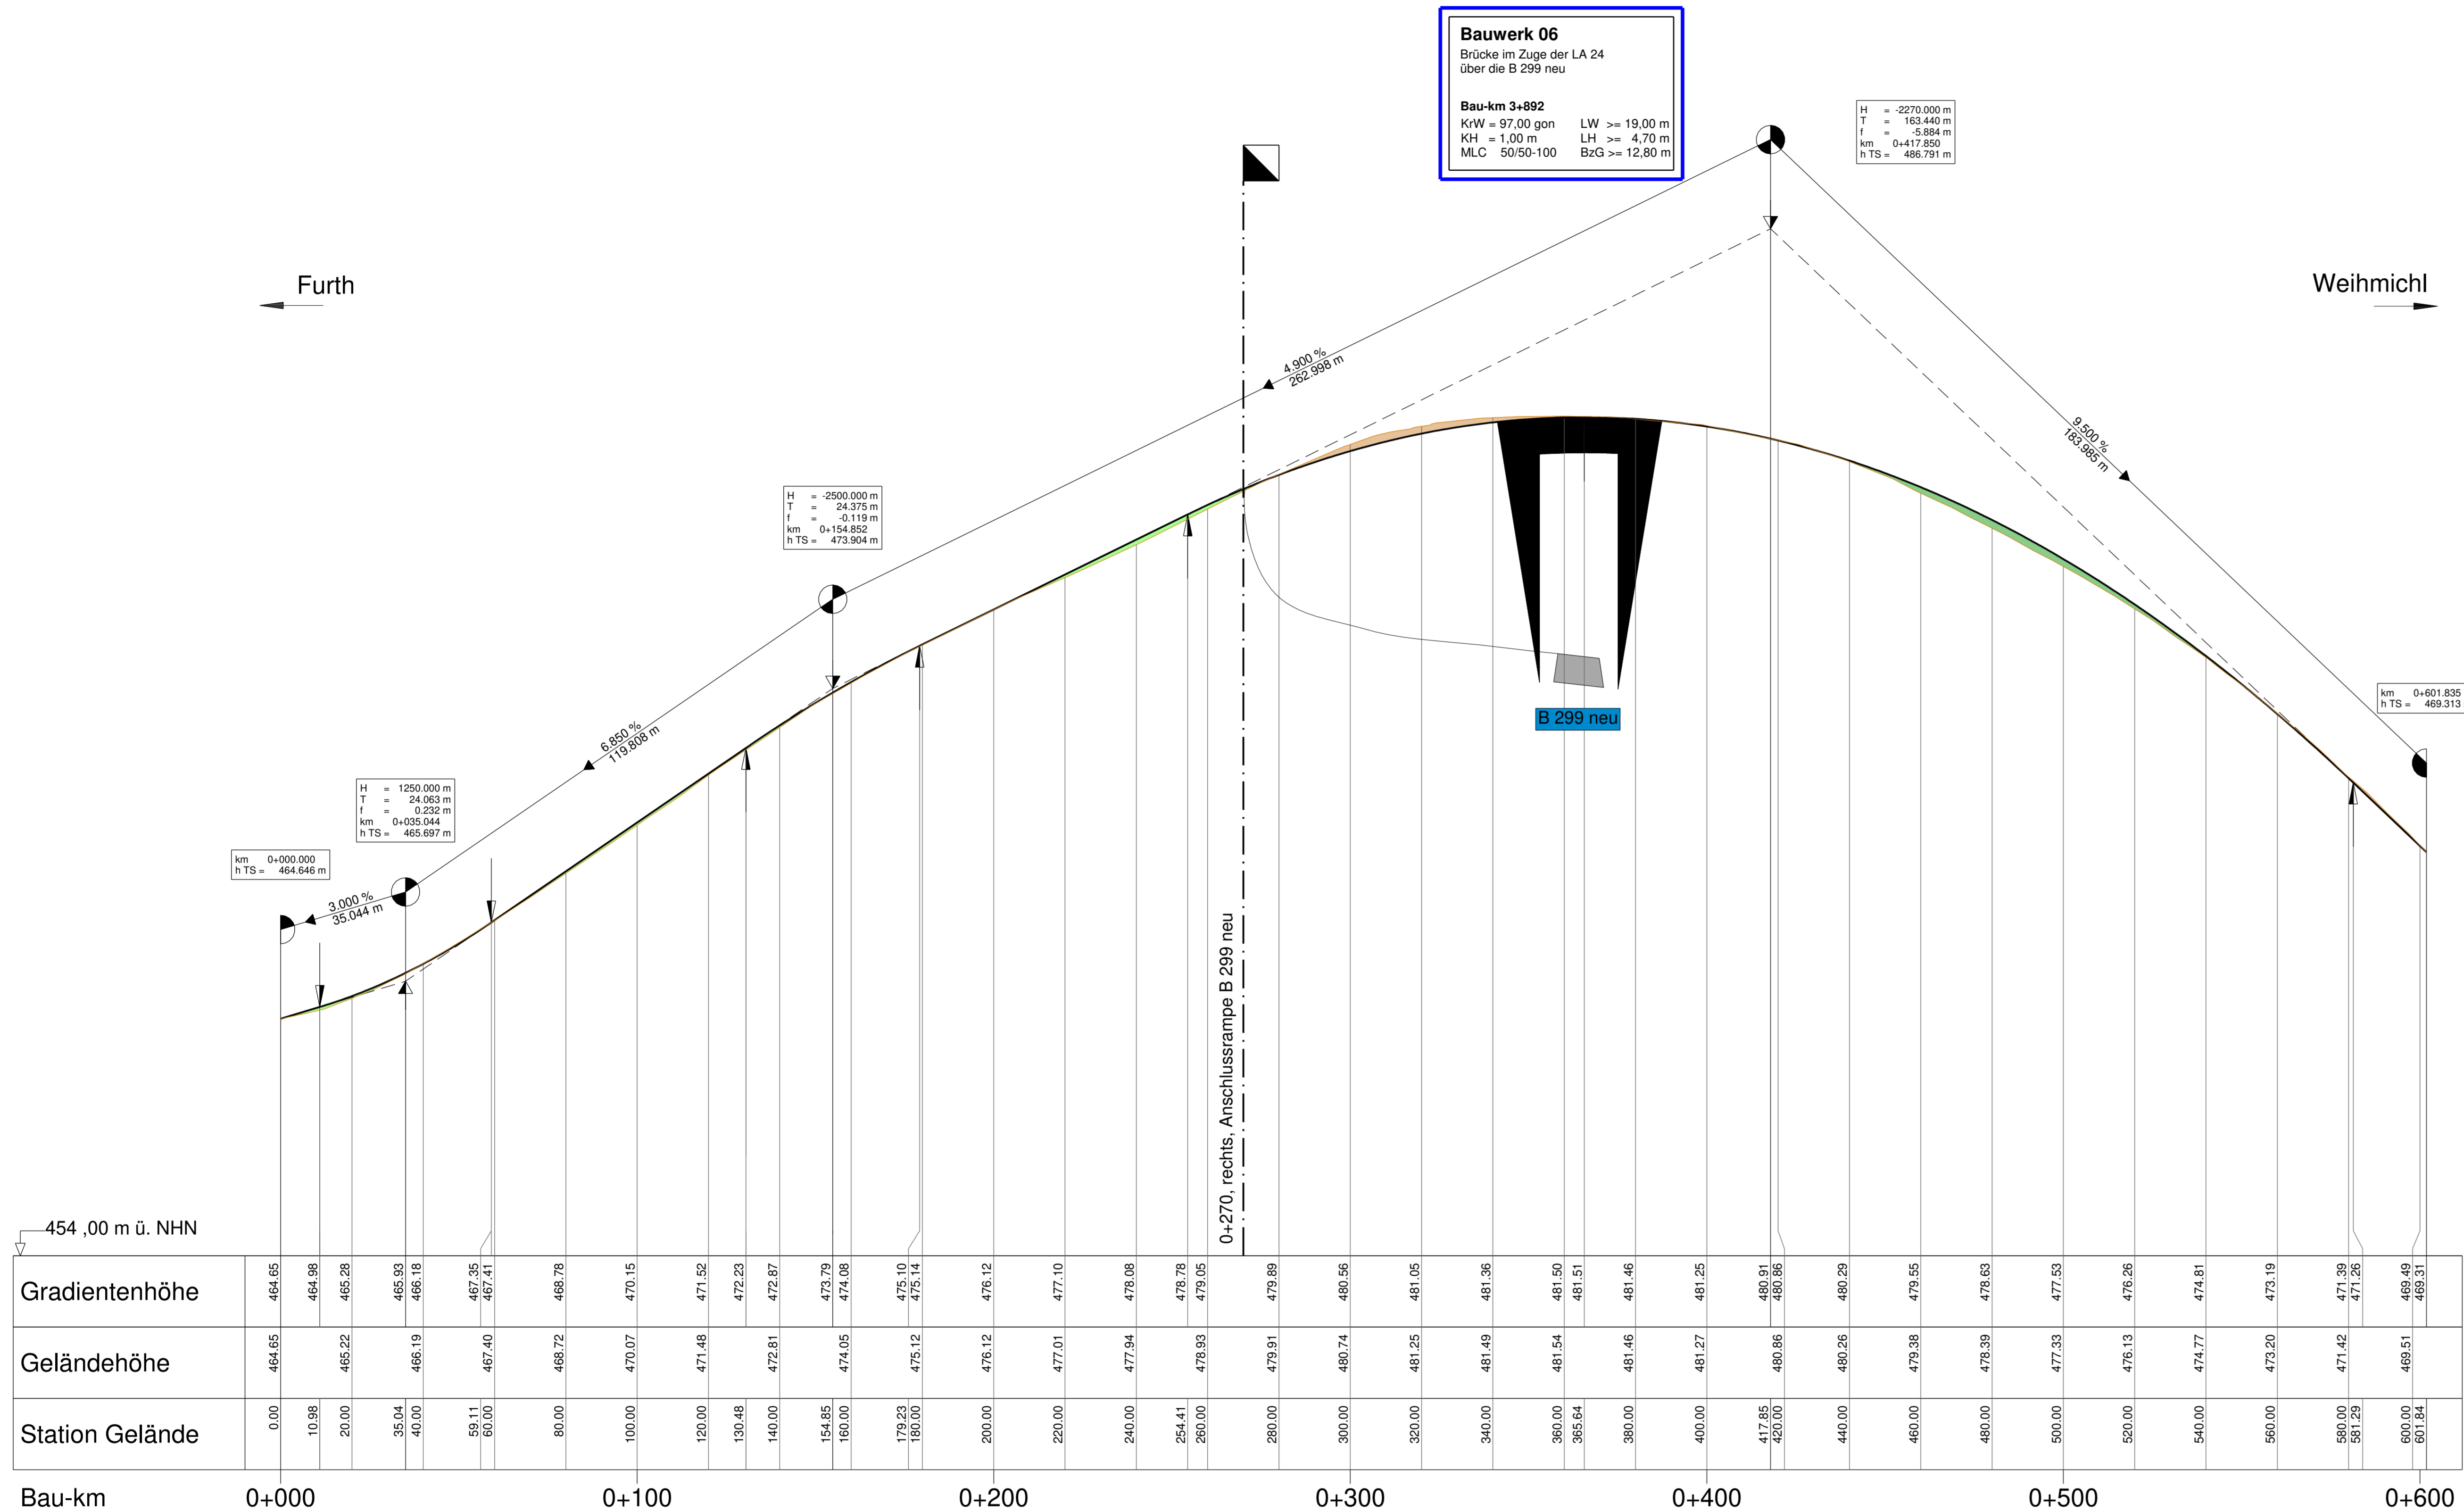 Bauwerk 06
Brücke im Zuge der LA 24
über die B 299 neu
Bau-km 3+892
KrW = 97,00 gon LW >= 19,00 m
KH = 1,00 m LH >= 4,70 m
MLC 50/50-100 BzG >= 12,80 m
H = -2270.000 m
T = 163.440 m
f = -5.884 m
km 0+417.850
h TS = 486.791 m
Furth
Weihmichl
4.900 %
262.998 m
9.500 %
183.985 m
H = -2500.000 m
T = 24.375 m
f = -0.119 m
km 0+154.852
h TS = 473.904 m
km 0+601.835
h TS = 469.313
B 299 neu
6.850 %
119.808 m
H = 1250.000 m
T = 24.063 m
f = 0.232 m
km 0+035.044
h TS = 465.697 m
km 0+000.000
h TS = 464.646 m
3.000 %
35.044 m
0+270, rechts, Anschlussrampe B 299 neu
454 ,00 m ü. NHN
Gradientenhöhe 464.65 464.98 465.28 465.93 466.18 467.35 467.41 468.78 470.15 471.52 472.23 472.87 473.79 474.08 475.10 475.14 476.12 477.10 478.08 478.78 479.05 479.89 480.56 481.05 481.36 481.50 481.51 481.46 481.25 480.91 480.86 480.29 479.55 478.63 477.53 476.26 474.81 473.19 471.39 471.26 469.49 469.31
Geländehöhe 464.65 465.22 466.19 467.40 468.72 470.07 471.48 472.81 474.05 475.12 476.12 477.01 477.94 478.93 479.91 480.74 481.25 481.49 481.54 481.46 481.27 480.86 480.26 479.38 478.39 477.33 476.13 474.77 473.20 471.42 469.51
Station Gelände 0.00 10.98 20.00 35.04 40.00 59.11 60.00 80.00 100.00 120.00 130.48 140.00 154.85 160.00 179.23 180.00 200.00 220.00 240.00 254.41 260.00 280.00 300.00 320.00 340.00 360.00 365.64 380.00 400.00 417.85 420.00 440.00 460.00 480.00 500.00 520.00 540.00 560.00 580.00 581.29 600.00 601.84
Bau-km 0+000 0+100 0+200 0+300 0+400 0+500 0+600